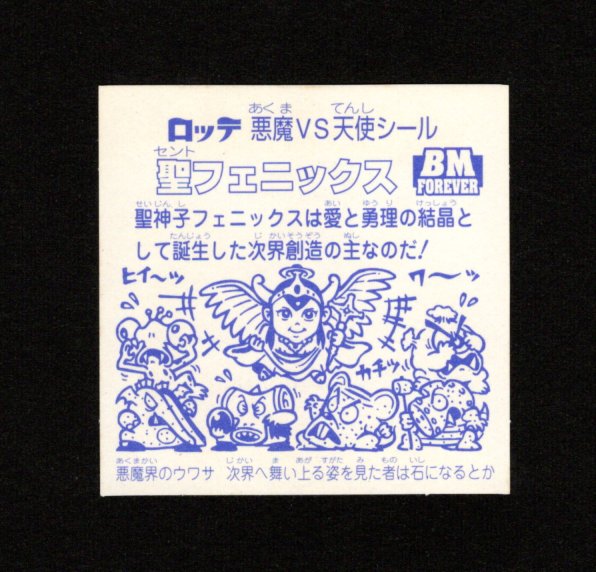 ロッテ 悪魔VS天使シール
聖フェニックス
BM FOREVER
聖神子フェニックスは愛と勇理の結晶と
して誕生した次界創造の主なのだ!
ヒイ〜ッ
ワ〜ッ
カチッ
悪魔界のウワサ 次界へ舞い上る姿を見た者は石になるとか